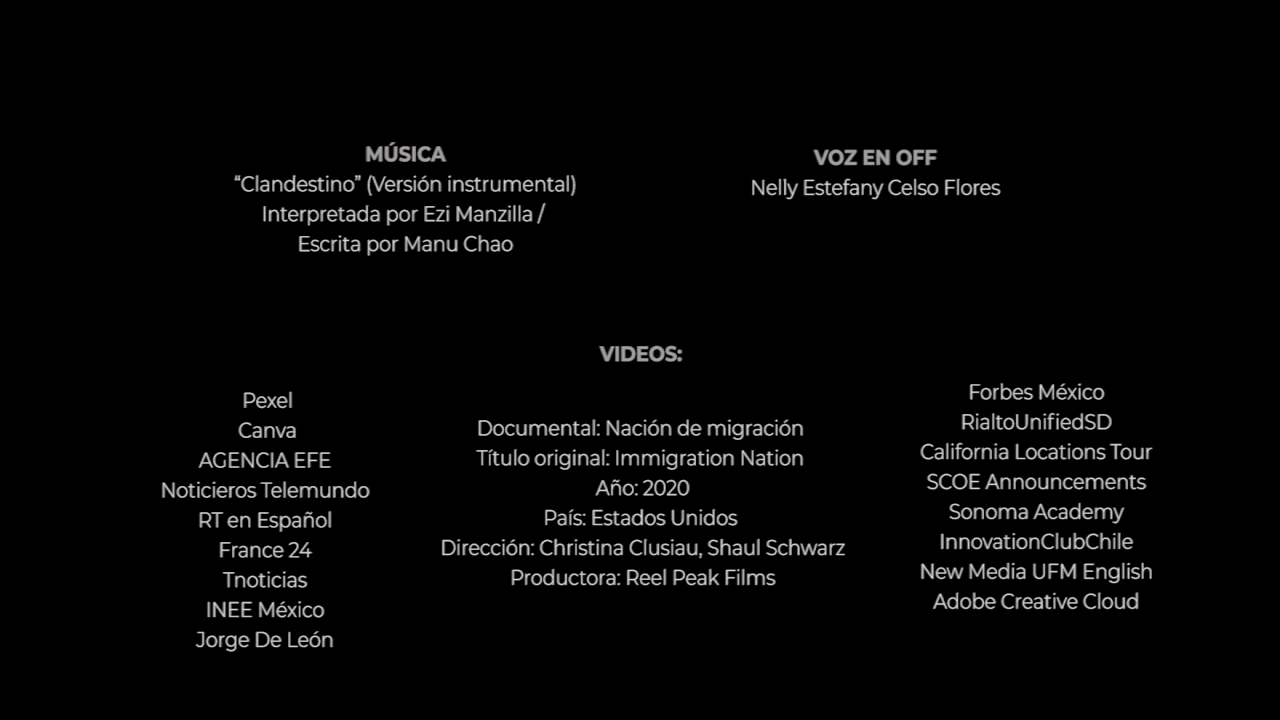 MÚSICA
“Clandestino” (Versión instrumental)
Interpretada por Ezi Manzilla /
Escrita por Manu Chao
VOZ EN OFF
Nelly Estefany Celso Flores
VIDEOS:
Pexel
Canva
AGENCIA EFE
Noticieros Telemundo
RT en Español
France 24
Tnoticias
INEE México
Jorge De León
Documental: Nación de migración
Título original: Immigration Nation
Año: 2020
País: Estados Unidos
Dirección: Christina Clusiau, Shaul Schwarz
Productora: Reel Peak Films
Forbes México
RialtoUnifiedSD
California Locations Tour
SCOE Announcements
Sonoma Academy
InnovationClubChile
New Media UFM English
Adobe Creative Cloud